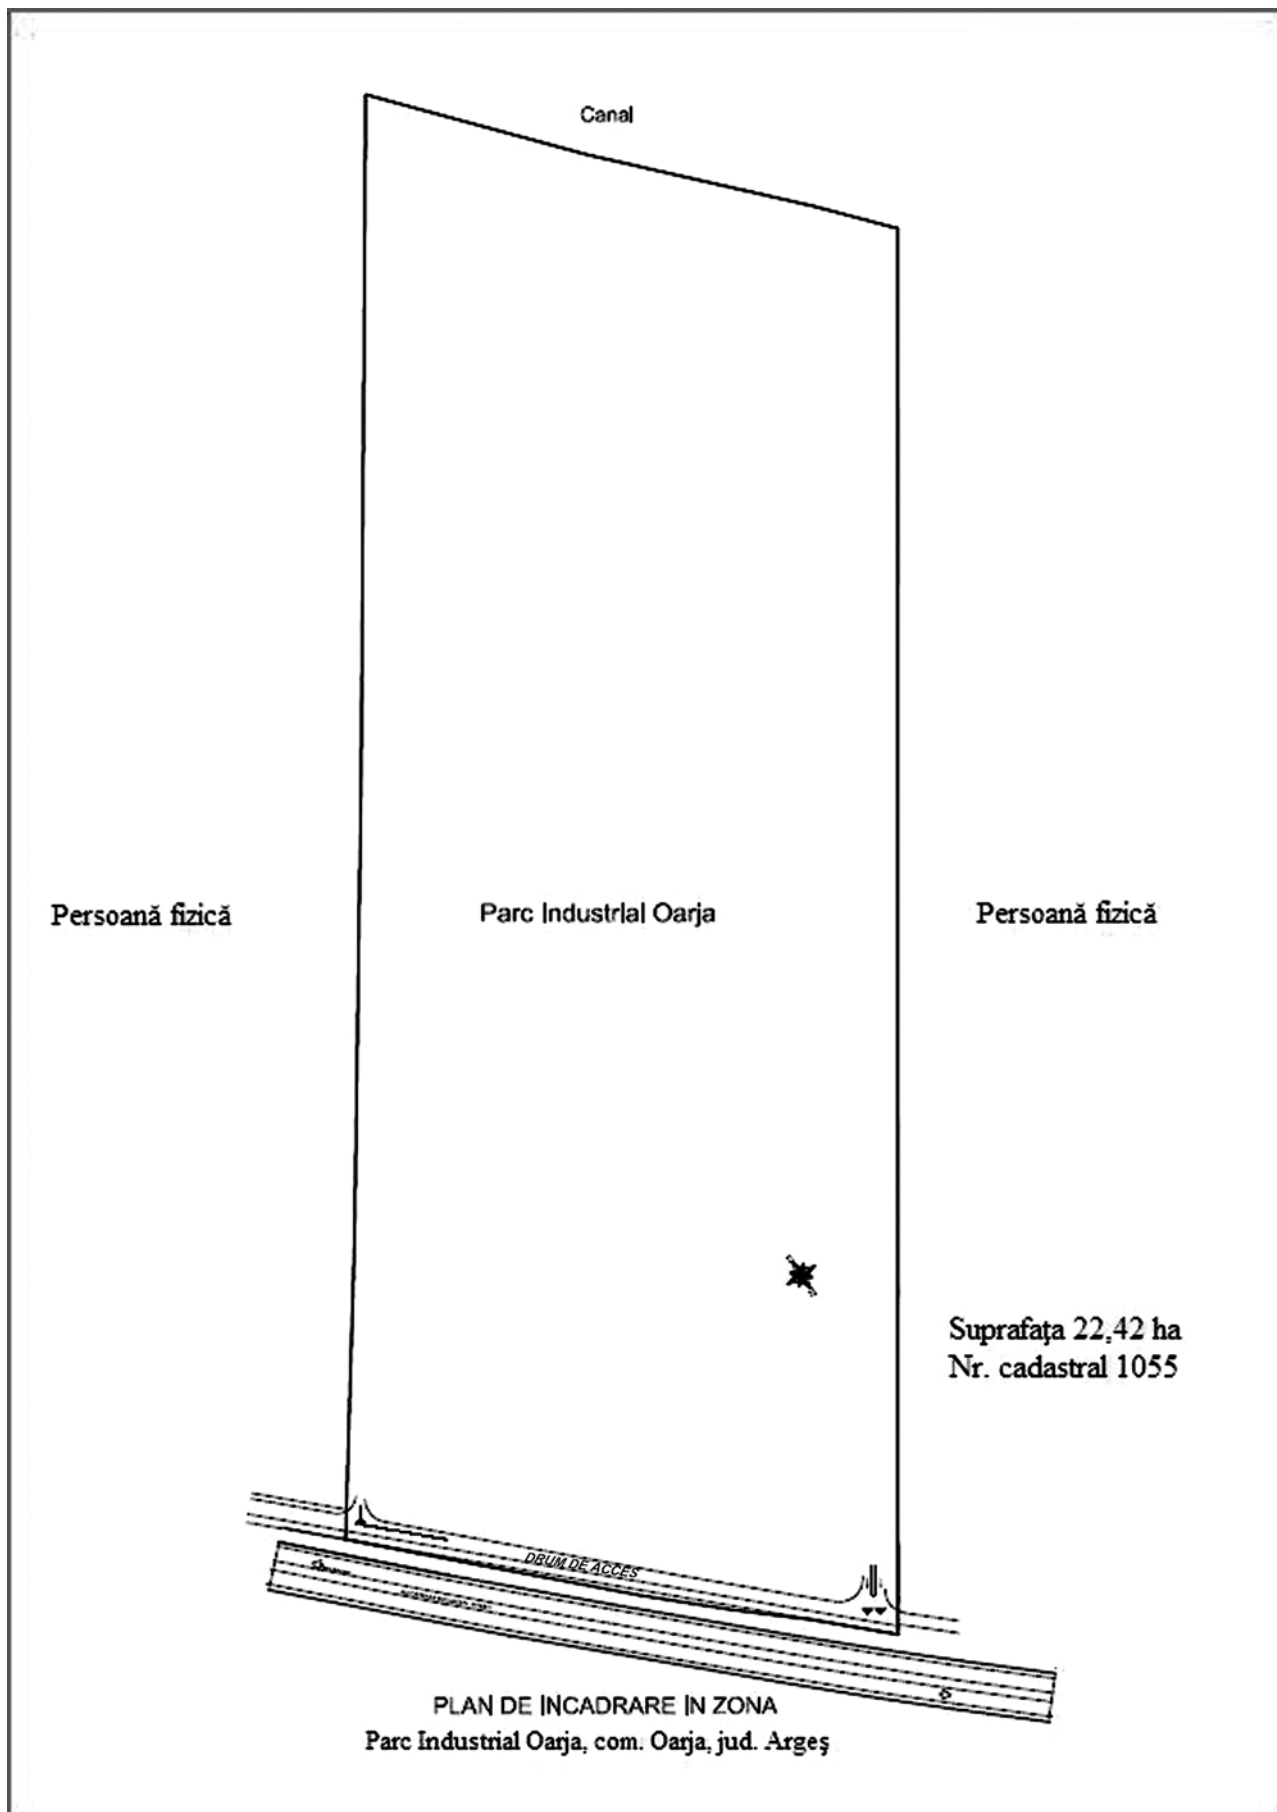 Canal
Persoană fizică
Parc Industrial Oarja
Persoană fizică
Suprafaţa 22,42 ha
Nr. cadastral 1055
DRUM DE ACCES
PLAN DE INCADRARE IN ZONA
Parc Industrial Oarja, com. Oarja, jud. Argeş